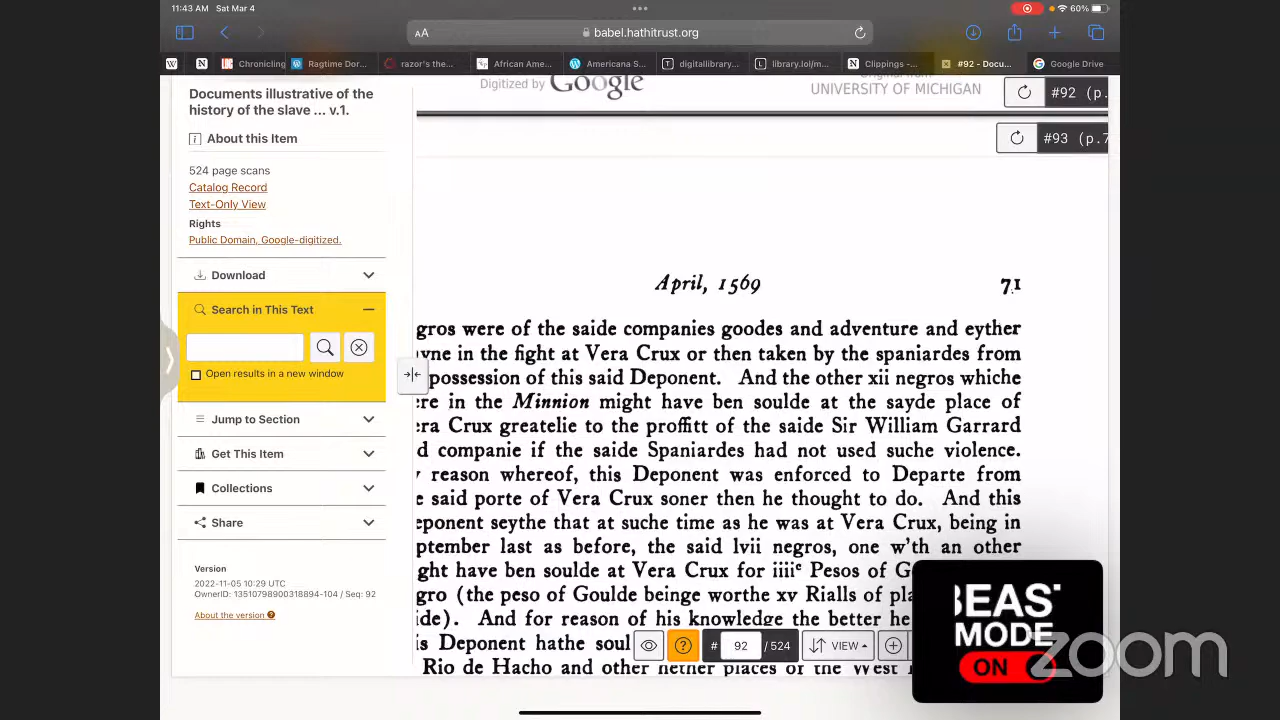 11:43 AM Sat Mar 4
60%
AA babel.hathitrust.org
Chronicling
Ragtime Dor...
razor's the...
African Ame...
Americana S...
digitallibrary...
library.lol/m...
Clippings -...
#92 - Docu...
Google Drive
Digitized by Google
UNIVERSITY OF MICHIGAN
#92 (p.
#93 (p.7
Documents illustrative of the
history of the slave ... v.1.
About this Item
524 page scans
Catalog Record
Text-Only View
Rights
Public Domain, Google-digitized.
Download
Search in This Text
Open results in a new window
Jump to Section
Get This Item
Collections
Share
Version
2022-11-05 10:29 UTC
OwnerID: 13510798900318894-104 / Seq: 92
About the version
April, 1569 71
gros were of the saide companies goodes and adventure and eyther
yne in the fight at Vera Crux or then taken by the spaniardes from
possession of this said Deponent. And the other xii negros whiche
re in the Minnion might have ben soulde at the sayde place of
era Crux greatelie to the proffitt of the saide Sir William Garrard
d companie if the saide Spaniardes had not used suche violence.
y reason whereof, this Deponent was enforced to Departe from
e said porte of Vera Crux soner then he thought to do. And this
eponent seythe that at suche time as he was at Vera Crux, being in
ptember last as before, the said lvii negros, one w'th an other
ght have ben soulde at Vera Crux for iiiiᵉ Pesos of G
gro (the peso of Goulde beinge worthe xv Rialls of pla
ide). And for reason of his knowledge the better he
is Deponent hathe soul
Rio de Hacho and other nether places of the West
# 92 / 524
VIEW
BEAST
MODE
ON
zoom